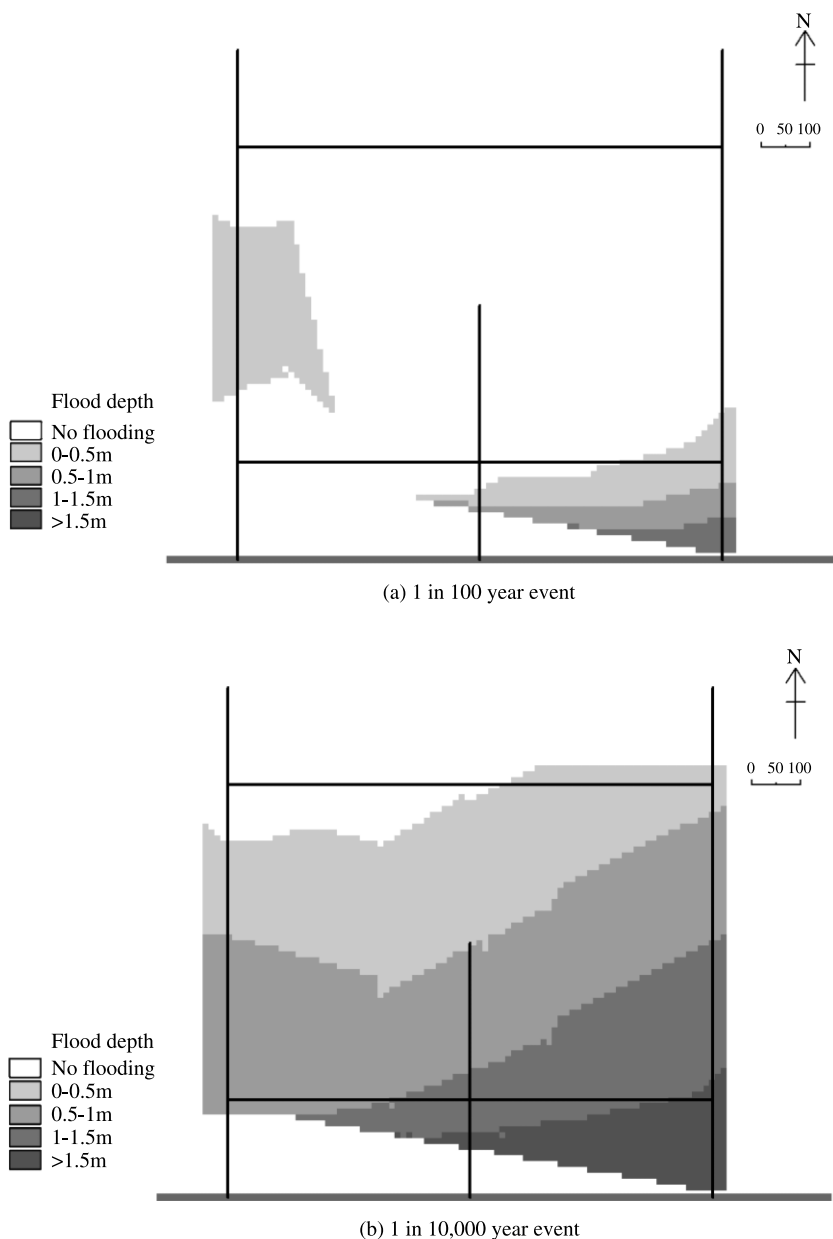 N
0 50 100
Flood depth
No flooding
0-0.5m
0.5-1m
1-1.5m
>1.5m
(a) 1 in 100 year event
N
0 50 100
Flood depth
No flooding
0-0.5m
0.5-1m
1-1.5m
>1.5m
(b) 1 in 10,000 year event